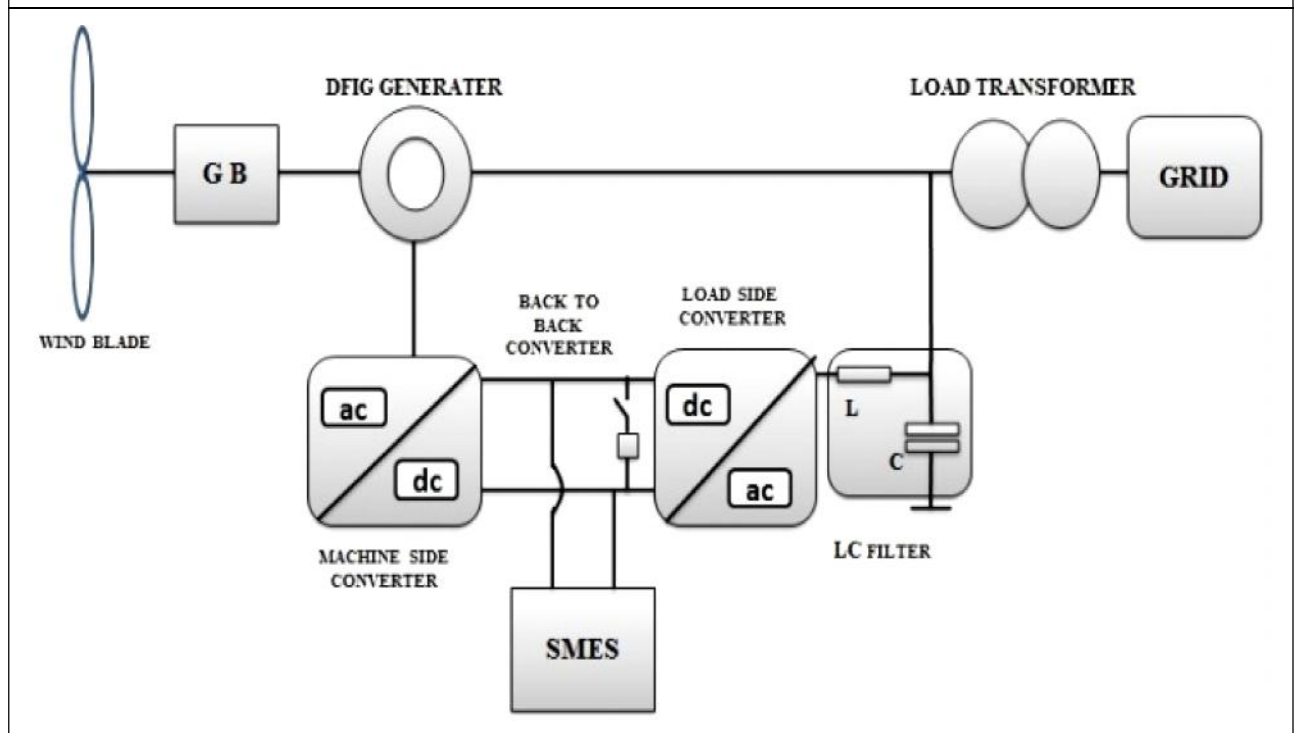 DFIG GENERATER
LOAD TRANSFORMER
G B
GRID
WIND BLADE
BACK TO
BACK
CONVERTER
LOAD SIDE
CONVERTER
ac
dc
dc
ac
L
C
MACHINE SIDE
CONVERTER
LC FILTER
SMES